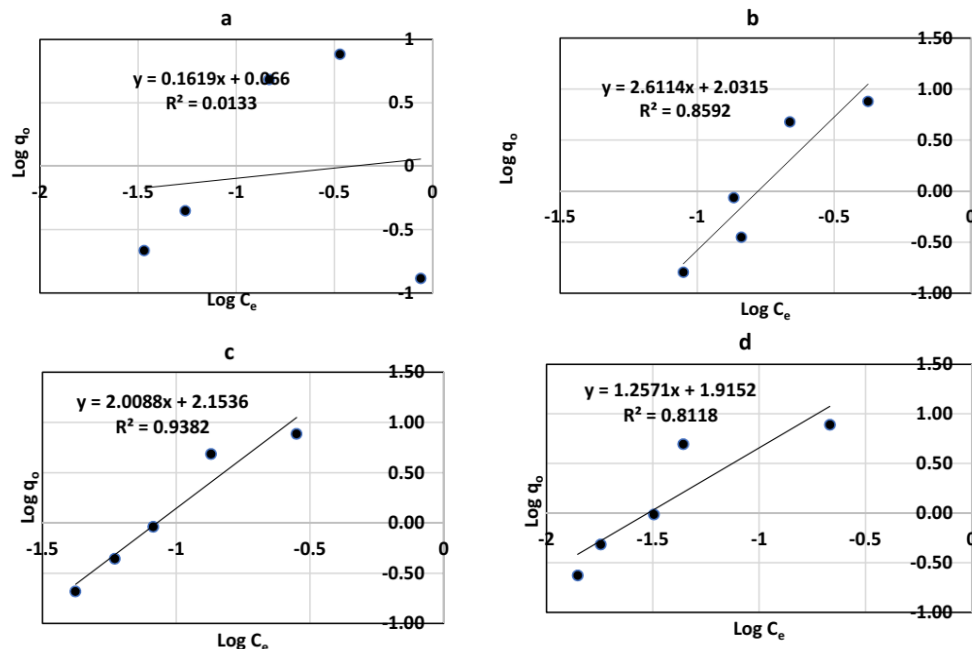 a
1
y = 0.1619x + 0.066
R² = 0.0133
0.5
Log qₒ
0
-2 -1.5 -1 -0.5 0
-0.5
-1
Log Cₑ
b
1.50
y = 2.6114x + 2.0315
R² = 0.8592
1.00
0.50
Log qₒ
0.00
-1.5 -1 -0.5 0
-0.50
-1.00
Log Cₑ
c
1.50
y = 2.0088x + 2.1536
R² = 0.9382
1.00
0.50
Log qₒ
0.00
-1.5 -1 -0.5 0
-0.50
-1.00
Log Cₑ
d
1.50
y = 1.2571x + 1.9152
R² = 0.8118
1.00
0.50
Log qₒ
0.00
-2 -1.5 -1 -0.5 0
-0.50
-1.00
Log Cₑ